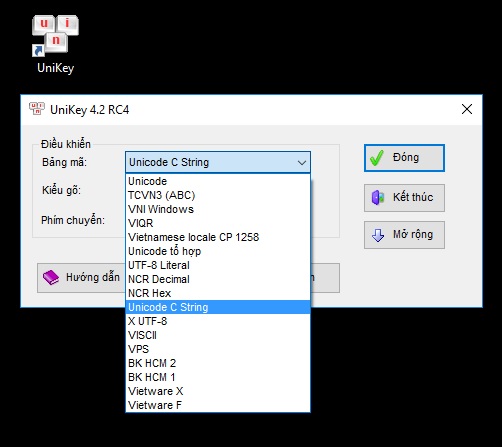 u i
n
UniKey
UniKey 4.2 RC4
Điều khiển
Bảng mã:
Unicode C String
Đóng
Unicode
TCVN3 (ABC)
Kiểu gõ:
VNI Windows
Kết thúc
VIQR
Phím chuyển:
Vietnamese locale CP 1258
Mở rộng
Unicode tổ hợp
UTF-8 Literal
Hướng dẫn
NCR Decimal
NCR Hex
Unicode C String
X UTF-8
VISCII
VPS
BK HCM 2
BK HCM 1
Vietware X
Vietware F